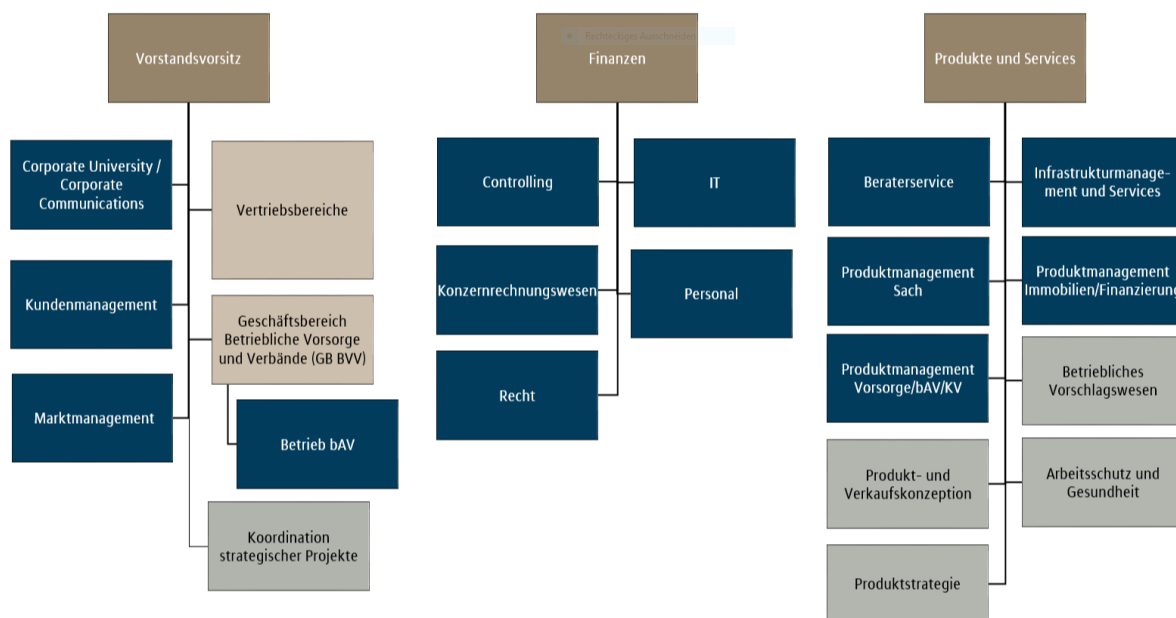 Vorstandsvorsitz
Corporate University /
Corporate
Communications
Vertriebsbereiche
Kundenmanagement
Geschäftsbereich
Betriebliche Vorsorge
und Verbände (GB BVV)
Marktmanagement
Betrieb bAV
Koordination
strategischer Projekte
Rechteckiges Ausschneiden
Finanzen
Controlling
IT
Konzernrechnungswesen
Personal
Recht
Produkte und Services
Beraterservice
Infrastrukturmanage-
ment und Services
Produktmanagement
Sach
Produktmanagement
Immobilien/Finanzierung
Produktmanagement
Vorsorge/bAV/KV
Betriebliches
Vorschlagswesen
Produkt- und
Verkaufskonzeption
Arbeitsschutz und
Gesundheit
Produktstrategie